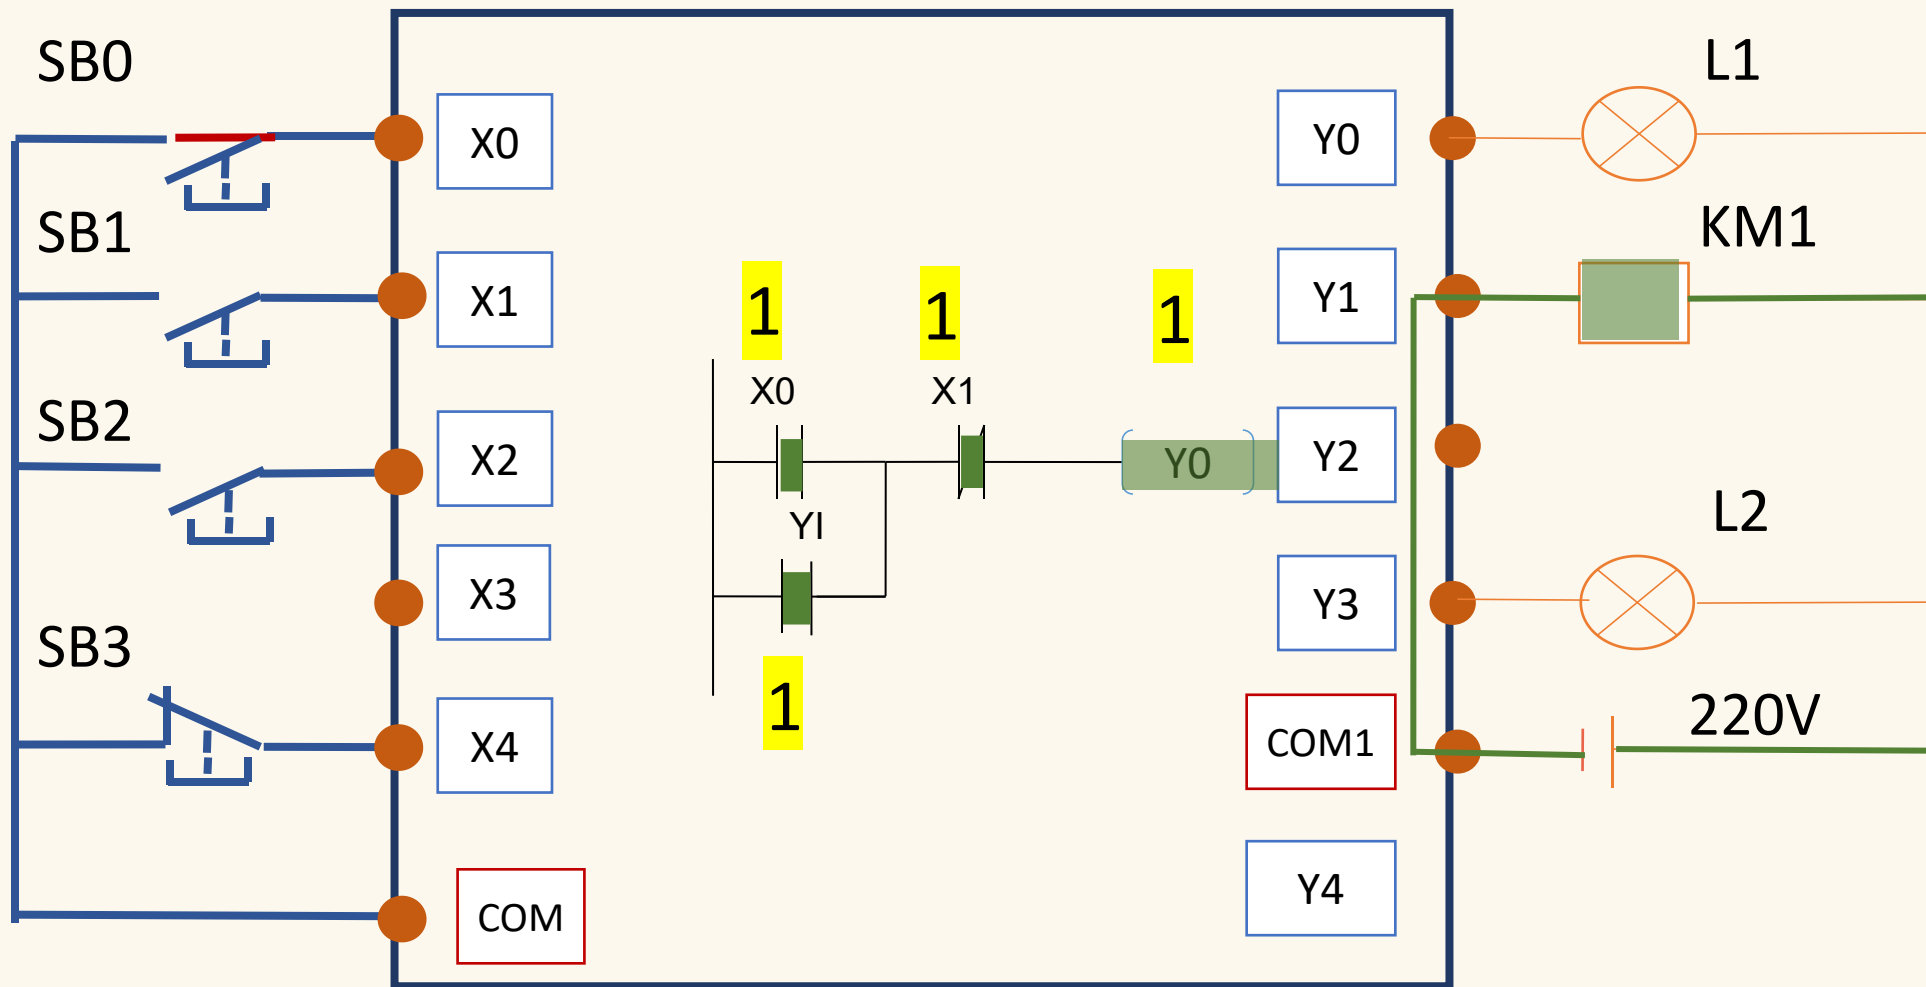 SB0
SB1
SB2
SB3
X0
X1
X2
X3
X4
COM
1
1
1
X0
X1
Y0
YI
1
Y0
Y1
Y2
Y3
COM1
Y4
L1
KM1
L2
220V